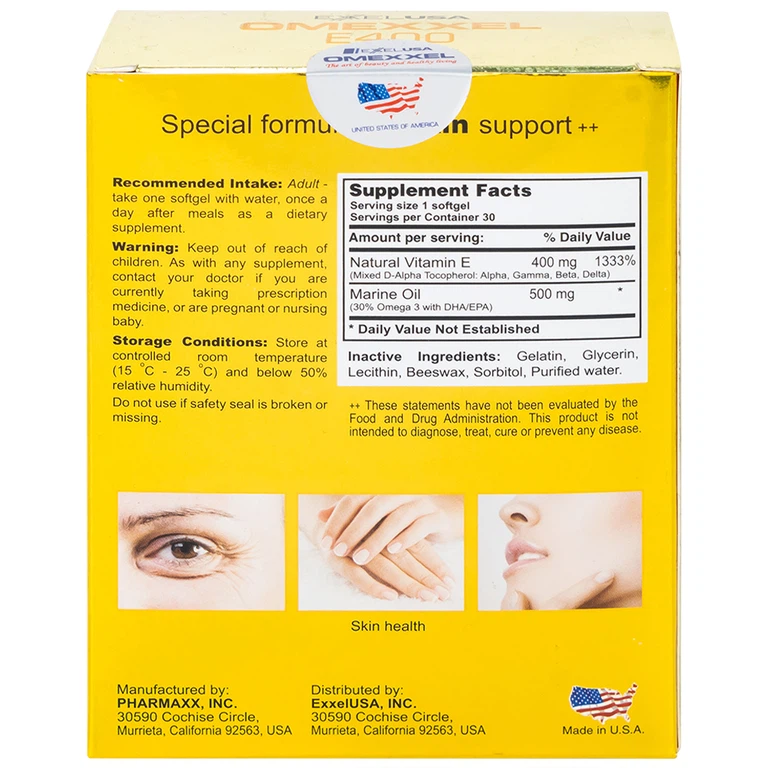 EXXELUSA
OMEXXEL
E400
EXXELUSA
OMEXXEL
The art of beauty and healthy living
UNITED STATES OF AMERICA
Special formu in support ++
Recommended Intake: Adult -
take one softgel with water, once a
day after meals as a dietary
supplement.
Warning: Keep out of reach of
children. As with any supplement,
contact your doctor if you are
currently taking prescription
medicine, or are pregnant or nursing
baby.
Storage Conditions: Store at
controlled room temperature
(15 °C - 25 °C) and below 50%
relative humidity.
Do not use if safety seal is broken or
missing.
Supplement Facts
Serving size 1 softgel
Servings per Container 30
Amount per serving: % Daily Value
Natural Vitamin E 400 mg 1333%
(Mixed D-Alpha Tocopherol: Alpha, Gamma, Beta, Delta)
Marine Oil 500 mg *
(30% Omega 3 with DHA/EPA)
* Daily Value Not Established
Inactive Ingredients: Gelatin, Glycerin,
Lecithin, Beeswax, Sorbitol, Purified water.
++ These statements have not been evaluated by the
Food and Drug Administration. This product is not
intended to diagnose, treat, cure or prevent any disease.
Skin health
Manufactured by:
PHARMAXX, INC.
30590 Cochise Circle,
Murrieta, California 92563, USA
Distributed by:
ExxelUSA, INC.
30590 Cochise Circle,
Murrieta, California 92563, USA
Made in U.S.A.